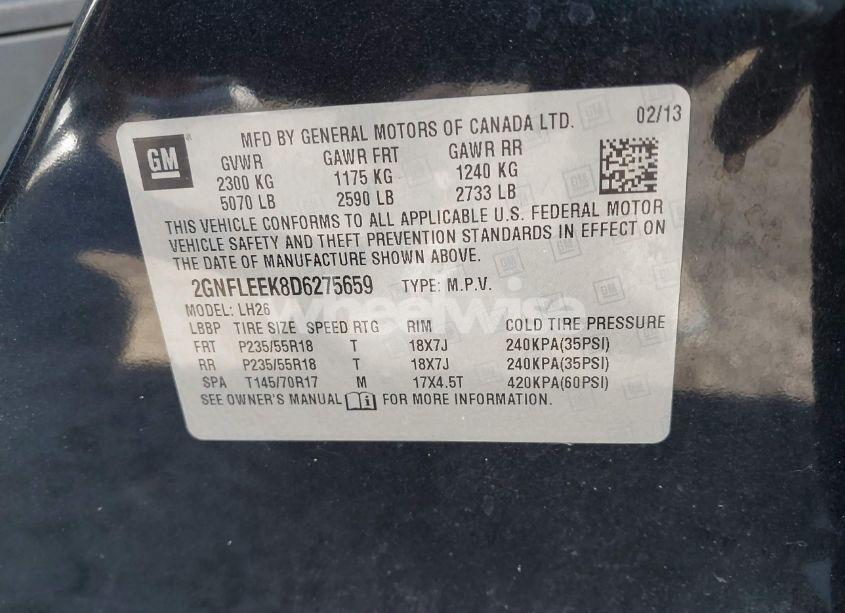 GM
MFD BY GENERAL MOTORS OF CANADA LTD. 02/13
GVWR GAWR FRT GAWR RR
2300 KG 1175 KG 1240 KG
5070 LB 2590 LB 2733 LB
THIS VEHICLE CONFORMS TO ALL APPLICABLE U.S. FEDERAL MOTOR
VEHICLE SAFETY AND THEFT PREVENTION STANDARDS IN EFFECT ON
THE DATE OF MANUFACTURE SHOWN ABOVE.
2GNFLEEK8D6275659 TYPE: M.P.V.
wheelwise
MODEL: LH26
LBBP TIRE SIZE SPEED RTG RIM COLD TIRE PRESSURE
FRT P235/55R18 T 18X7J 240KPA(35PSI)
RR P235/55R18 T 18X7J 240KPA(35PSI)
SPA T145/70R17 M 17X4.5T 420KPA(60PSI)
SEE OWNER'S MANUAL i FOR MORE INFORMATION.